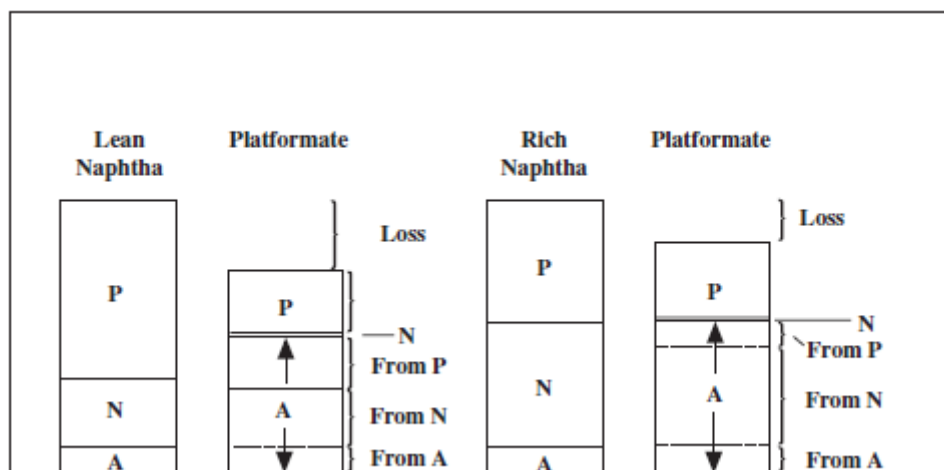 Lean
Naphtha
Platformate
Rich
Naphtha
Platformate
Loss
Loss
P
P
P
P
N
N
From P
From P
N
A
From N
N
A
From N
A
From A
A
From A